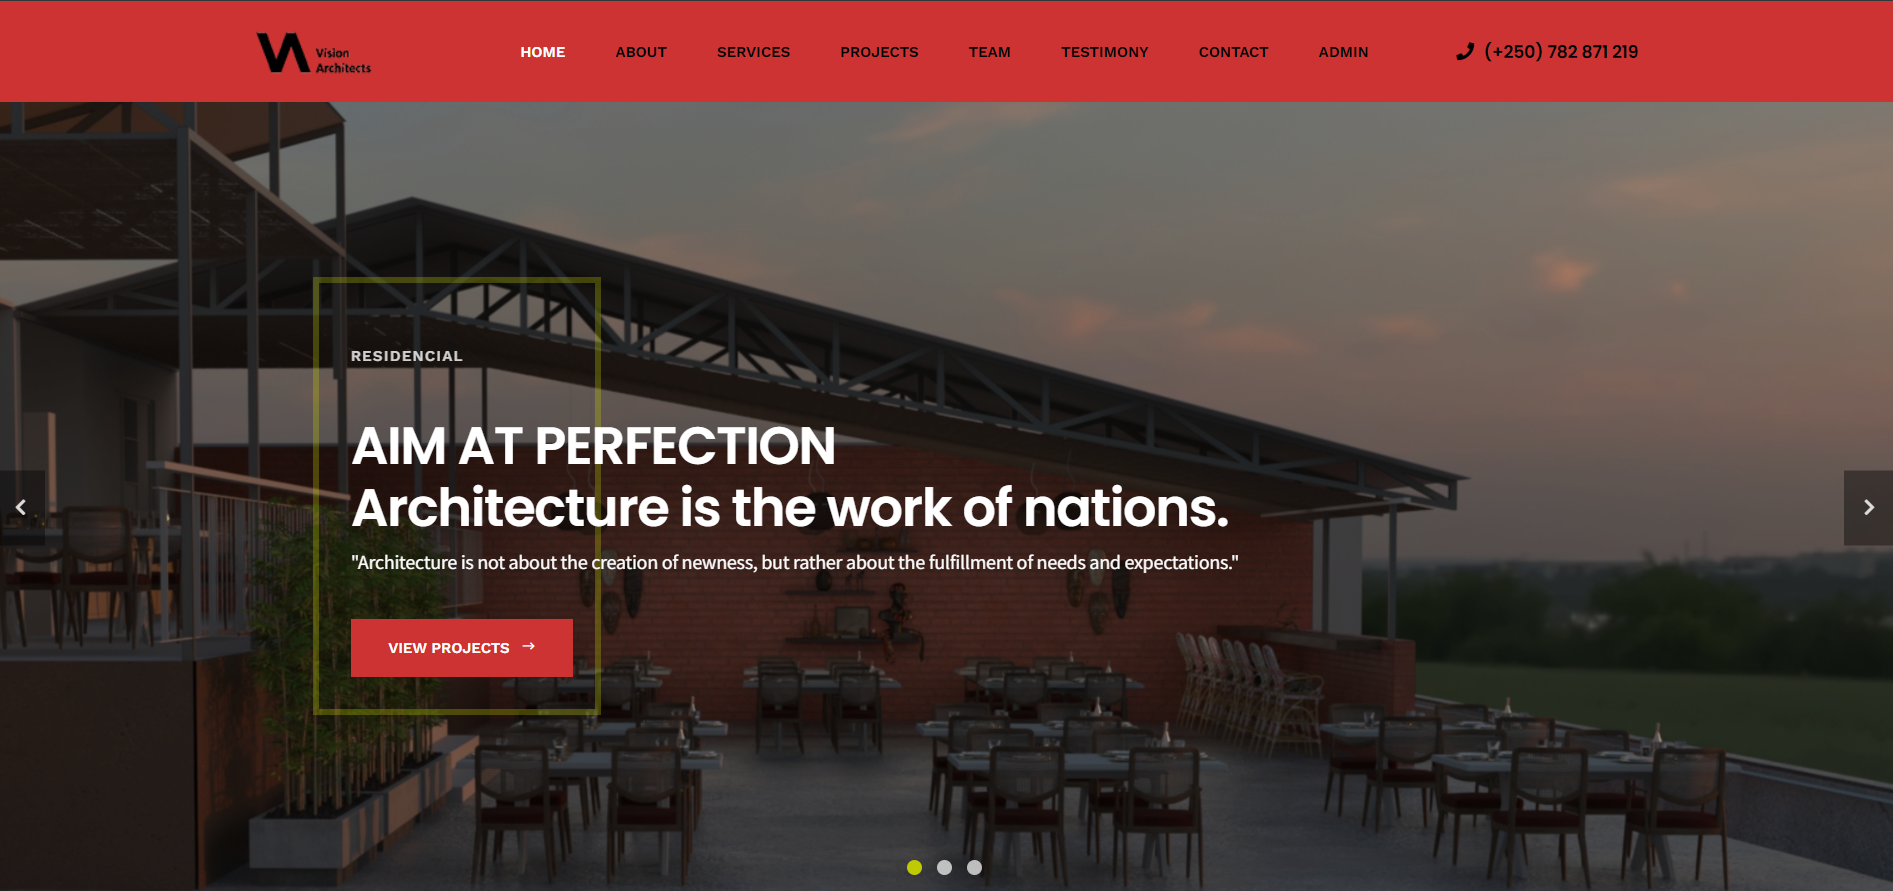 Vision
Architects
HOME ABOUT SERVICES PROJECTS TEAM TESTIMONY CONTACT ADMIN (+250) 782 871 219
RESIDENCIAL
AIM AT PERFECTION
Architecture is the work of nations.
"Architecture is not about the creation of newness, but rather about the fulfillment of needs and expectations."
VIEW PROJECTS →